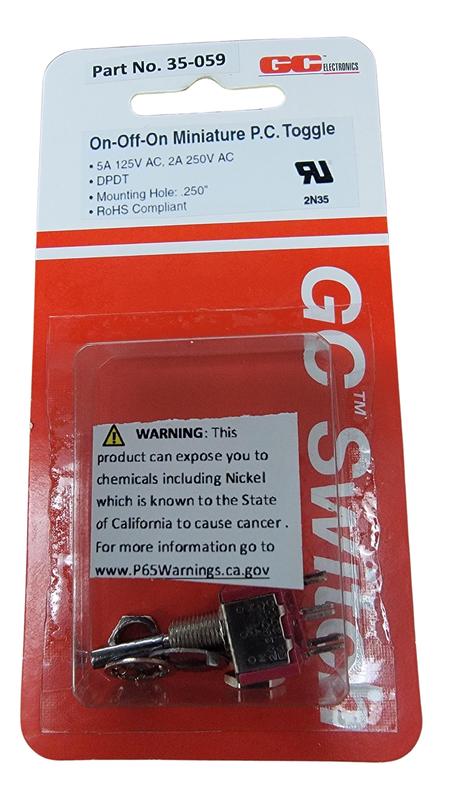 Part No. 35-059
GC ELECTRONICS
On-Off-On Miniature P.C. Toggle
• 5A 125V AC, 2A 250V AC
• DPDT
• Mounting Hole: .250"
• RoHS Compliant
2N35
GC™ Switch
WARNING: This
product can expose you to
chemicals including Nickel
which is known to the State
of California to cause cancer .
For more information go to
www.P65Warnings.ca.gov